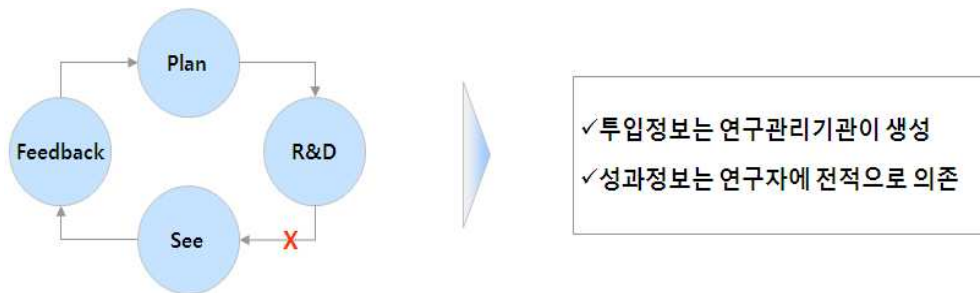 Plan
Feedback
R&D
See
X
✓투입정보는 연구관리기관이 생성
✓성과정보는 연구자에 전적으로 의존